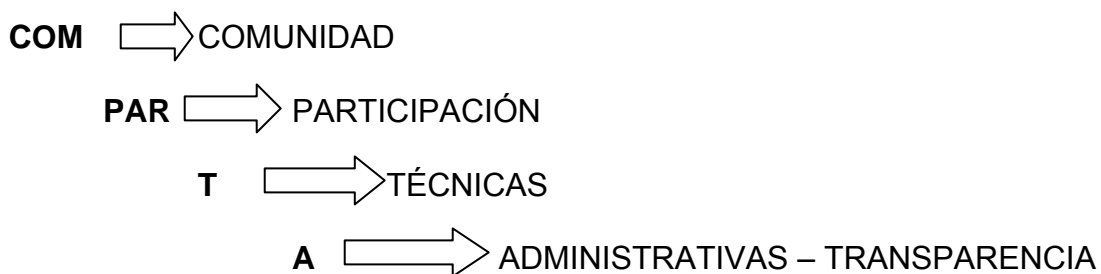 COM COMUNIDAD
PAR PARTICIPACIÓN
T TÉCNICAS
A ADMINISTRATIVAS – TRANSPARENCIA